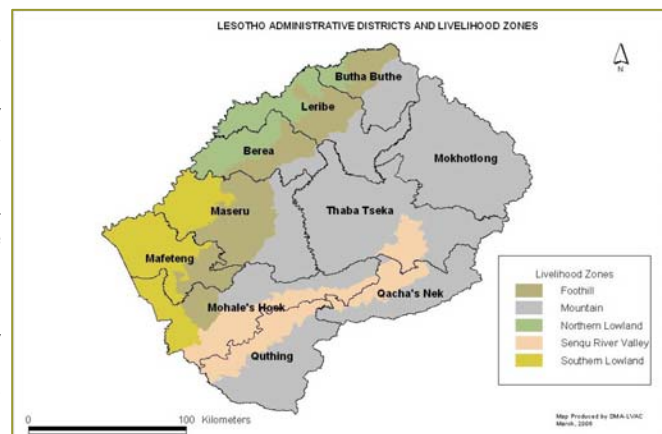 LESOTHO ADMINISTRATIVE DISTRICTS AND LIVELIHOOD ZONES
N
Butha Buthe
Leribe
Berea
Mokhotlong
Maseru
Thaba Tseka
Mafeteng
Mohale's Hoek
Qacha's Nek
Quthing
Livelihood Zones
Foothill
Mountain
Northern Lowland
Senqu River Valley
Southern Lowland
0 100 Kilometers
Map Produced by DMA-LVAC
March,